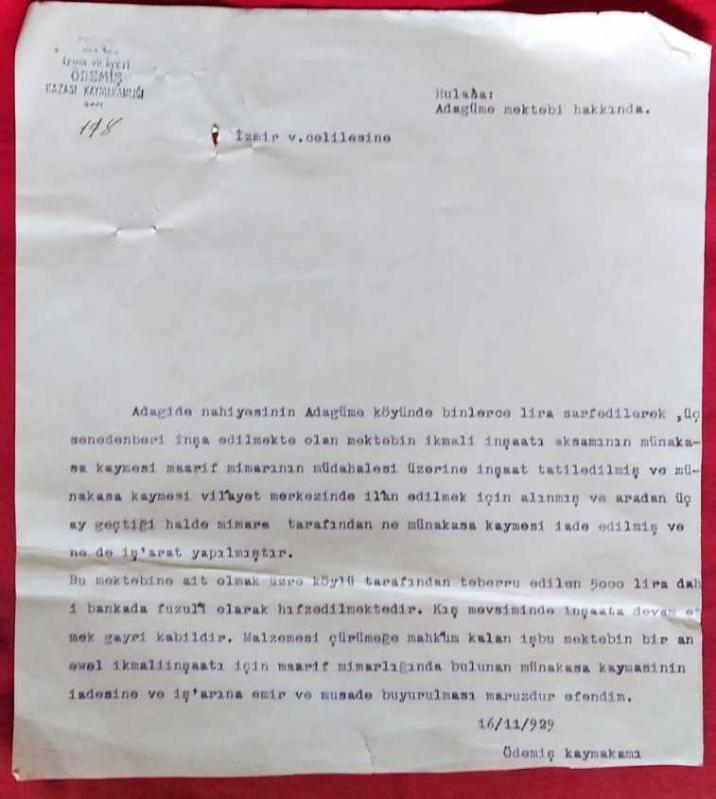 İzmir vilâyeti
ÖDEMİŞ
KAZASI KAYMAKAMLIĞI
148
Hulaha:
Adagüme mektebi hakkında.
İzmir v.celilesine
Adagide nahiyesinin Adagüme köyünde binlerce lira sarfedilerek ,üç
senedenberi inşa edilmekte olan mektebin ikmali inşaatı aksamının münaka-
sa kaymesi maarif mimarının müdahalesi üzerine inşaat tatiledilmiş ve mü-
nakasa kaymesi vilâyet merkezinde ilân edilmek için alınmış ve aradan üç
ay geçtiği halde mimare tarafından ne münakasa kaymesi iade edilmiş ve
ne de iş'arat yapılmıştır.
Bu mektebine ait olmak üzre köylü tarafından teberru edilen 5000 lira dah
i bankada fuzulî olarak hıfzedilmektedir. Kış mevsiminde inşaata devam et
mek gayri kabildir. Malzemesi çürümeğe mahkûm kalan işbu mektebin bir an
ewel ikmaliinşaatı için maarif mimarlığında bulunan münakasa kaymasinin
iadesine ve iş'arına emir ve musade buyurulması maruzdur efendim.
16/11/929
Ödemiş kaymakamı